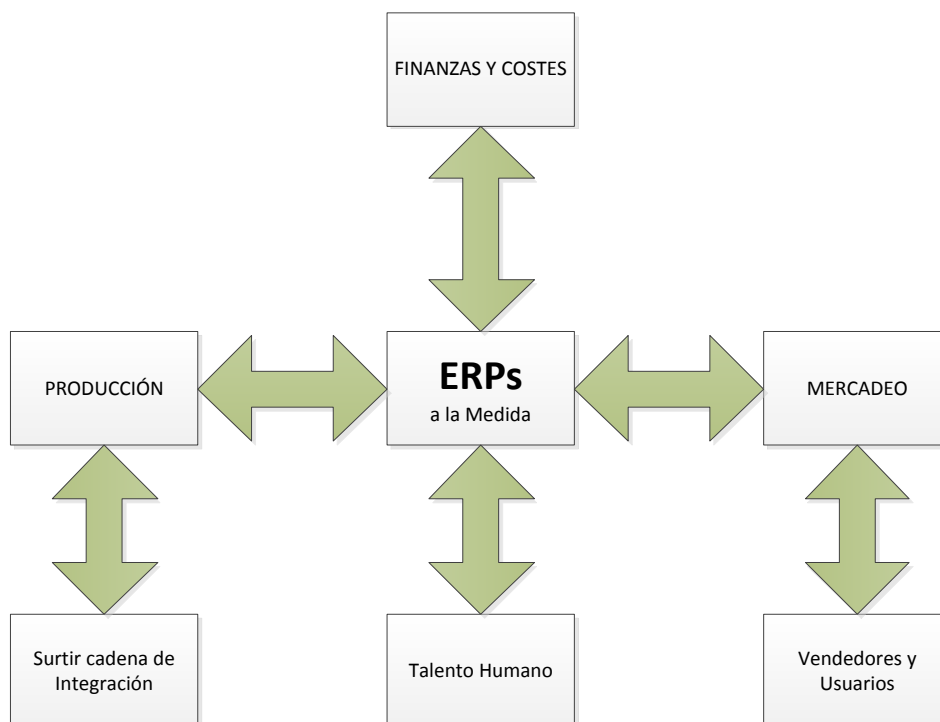 FINANZAS Y COSTES
PRODUCCIÓN
ERPs
a la Medida
MERCADEO
Surtir cadena de
Integración
Talento Humano
Vendedores y
Usuarios